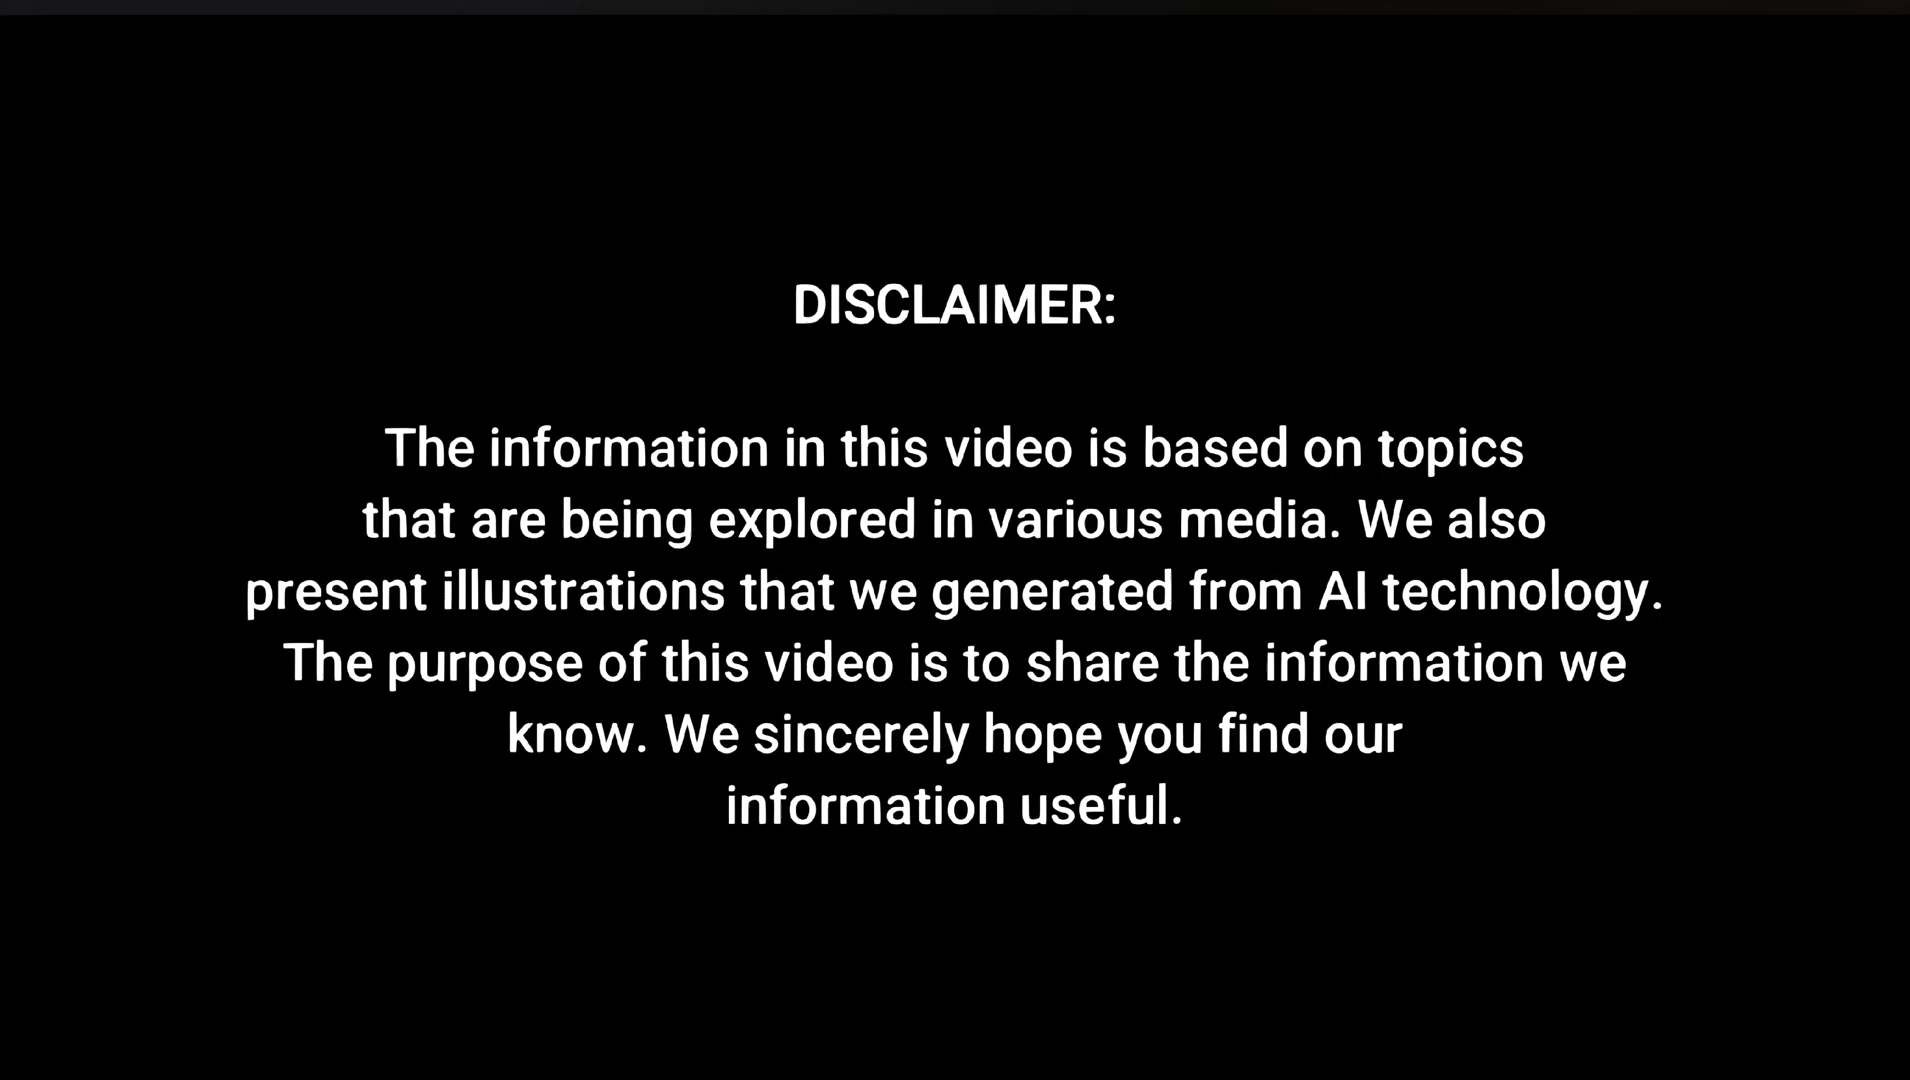 DISCLAIMER:
The information in this video is based on topics
that are being explored in various media. We also
present illustrations that we generated from AI technology.
The purpose of this video is to share the information we
know. We sincerely hope you find our
information useful.